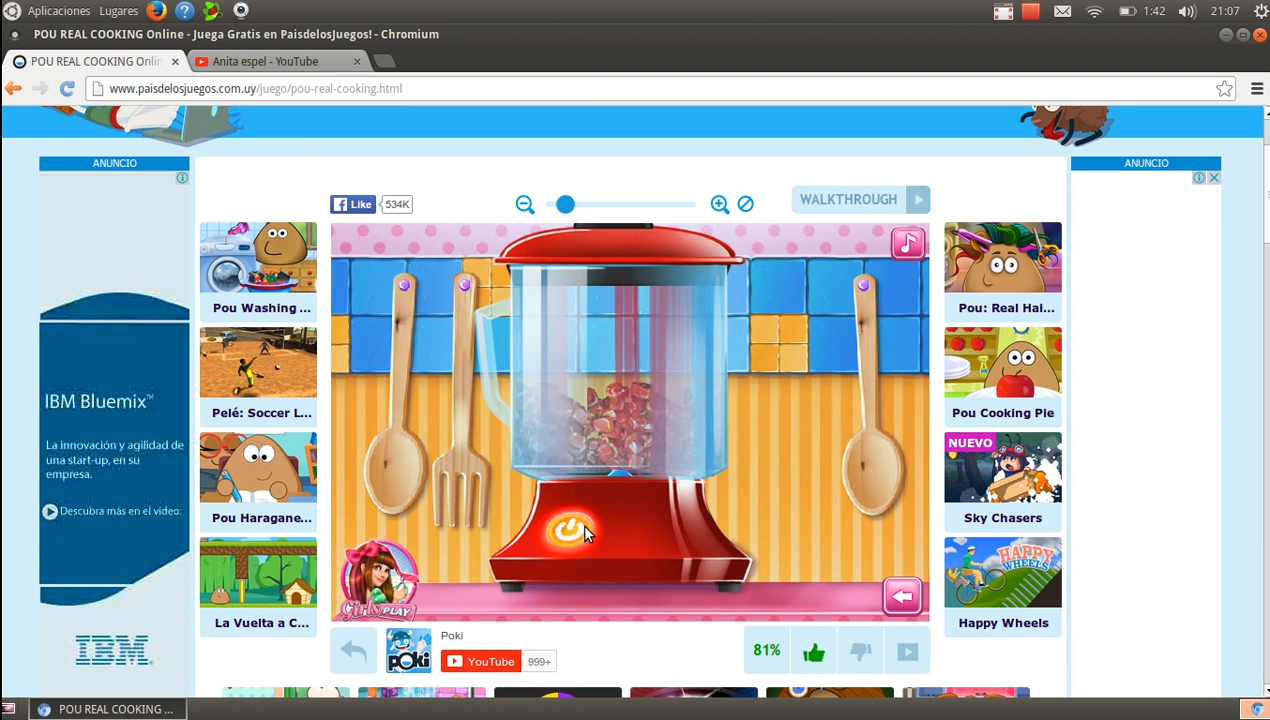 Aplicaciones Lugares
1:42 21:07
POU REAL COOKING Online - Juega Gratis en PaisdelosJuegos! - Chromium
POU REAL COOKING Onlin
Anita espel - YouTube
www.paisdelosjuegos.com.uy/juego/pou-real-cooking.html
ANUNCIO
ANUNCIO
Like 534K
WALKTHROUGH
Pou Washing ...
Pelé: Soccer L...
Pou Haragane...
La Vuelta a C...
IBM Bluemix™
La innovación y agilidad de
una start-up, en su
empresa.
Descubra más en el video:
IBM.
Girls PLAY
Pou: Real Hai...
Pou Cooking Pie
NUEVO
Sky Chasers
HAPPY
WHEELS
Happy Wheels
POKI
Poki
YouTube 999+
81%
POU REAL COOKING ...